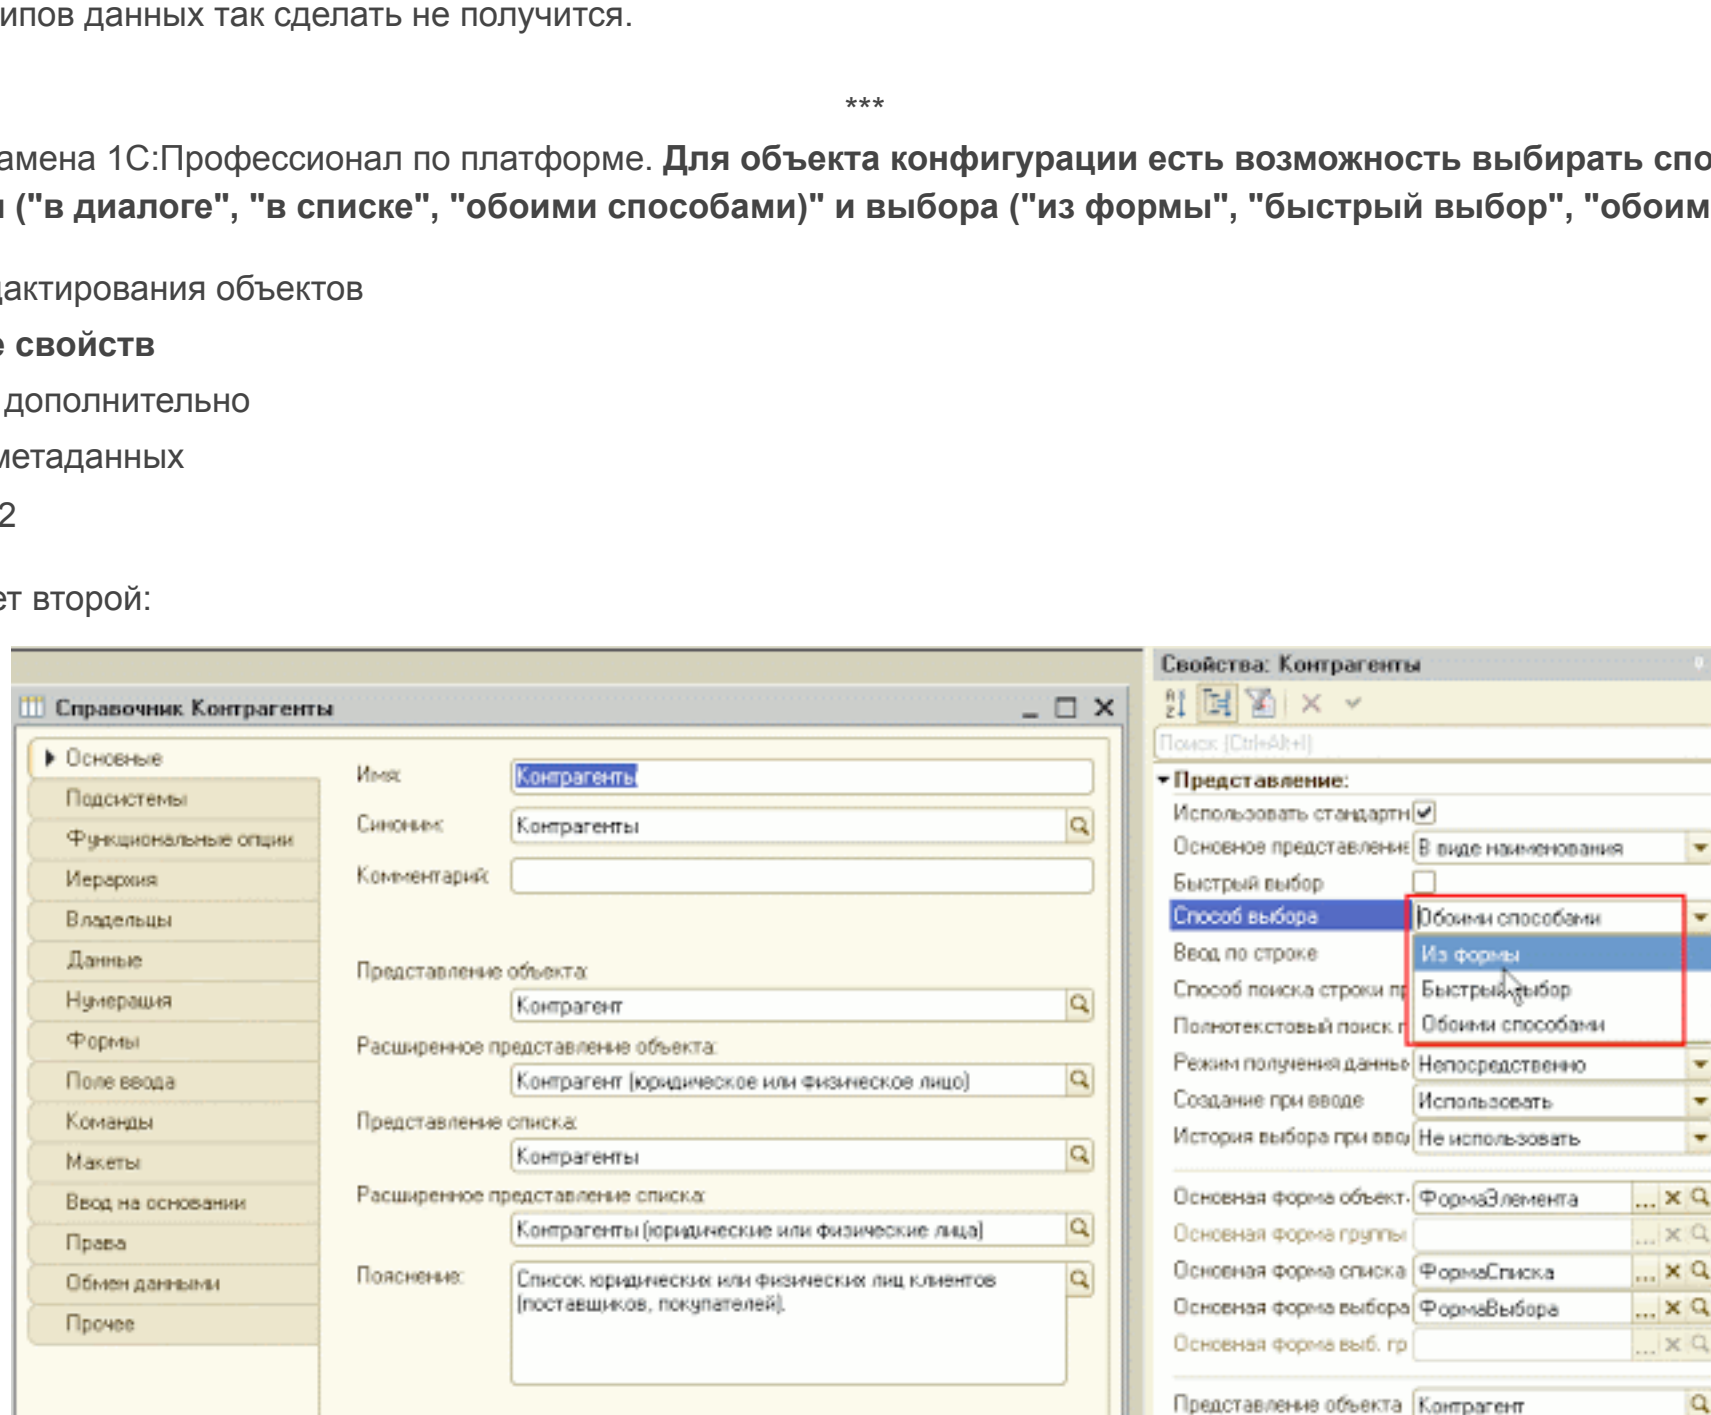 ипов данных так сделать не получится.
***
амена 1С:Профессионал по платформе. Для объекта конфигурации есть возможность выбирать спо
("в диалоге", "в списке", "обоими способами)" и выбора ("из формы", "быстрый выбор", "обоим
дактирования объектов
е свойств
дополнительно
метаданных
2
ет второй:
Справочник Контрагенты
Основные
Подсистемы
Функциональные опции
Иерархия
Владельцы
Данные
Нумерация
Формы
Поле ввода
Команды
Макеты
Ввод на основании
Права
Обмен данными
Прочее
Имя:
Контрагенты
Синоним:
Контрагенты
Комментарий:
Представление объекта:
Контрагент
Расширенное представление объекта:
Контрагент (юридическое или физическое лицо)
Представление списка:
Контрагенты
Расширенное представление списка:
Контрагенты (юридические или физические лица)
Пояснение:
Список юридических или физических лиц клиентов
(поставщиков, покупателей).
Свойства: Контрагенты
Поиск (Ctrl+Alt+I)
Представление:
Использовать стандартн
Основное представление В виде наименования
Быстрый выбор
Способ выбора Обоими способами
Из формы
Быстрый выбор
Обоими способами
Ввод по строке
Способ поиска строки пр
Полнотекстовый поиск п
Режим получения данны Непосредственно
Создание при вводе Использовать
История выбора при ввод Не использовать
Основная форма объект ФормаЭлемента ...
Основная форма группы ...
Основная форма списка ФормаСписка ...
Основная форма выбора ФормаВыбора ...
Основная форма выб. гр ...
Представление объекта Контрагент